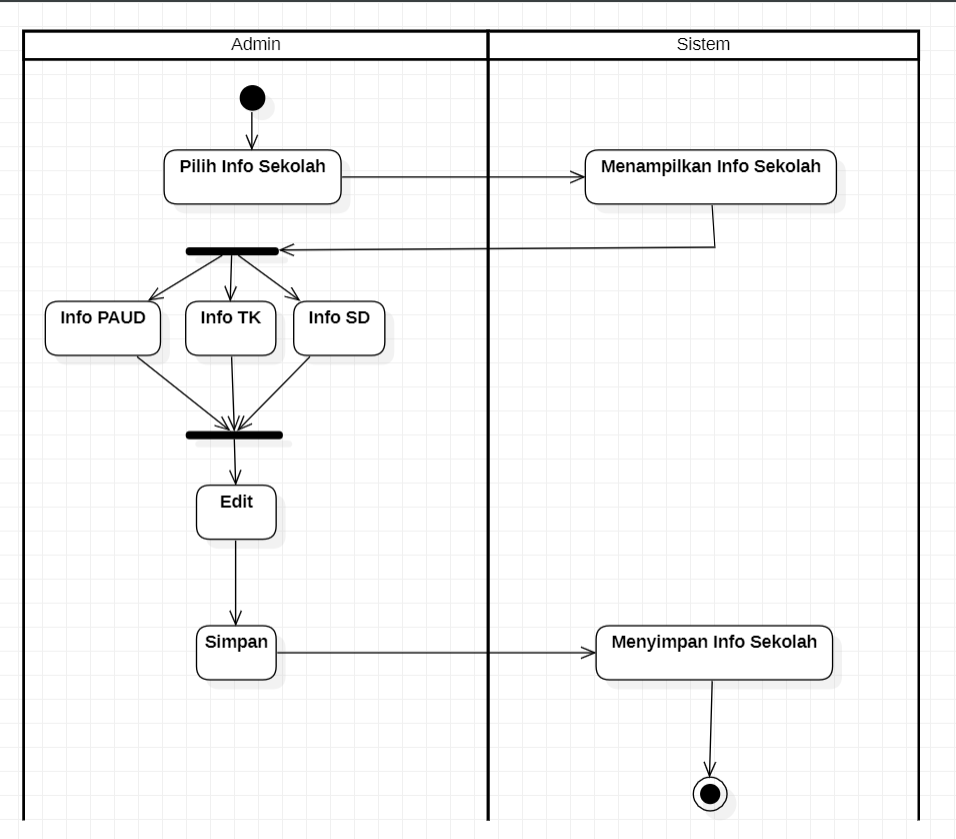 Admin
Sistem
Pilih Info Sekolah
Menampilkan Info Sekolah
Info PAUD
Info TK
Info SD
Edit
Simpan
Menyimpan Info Sekolah